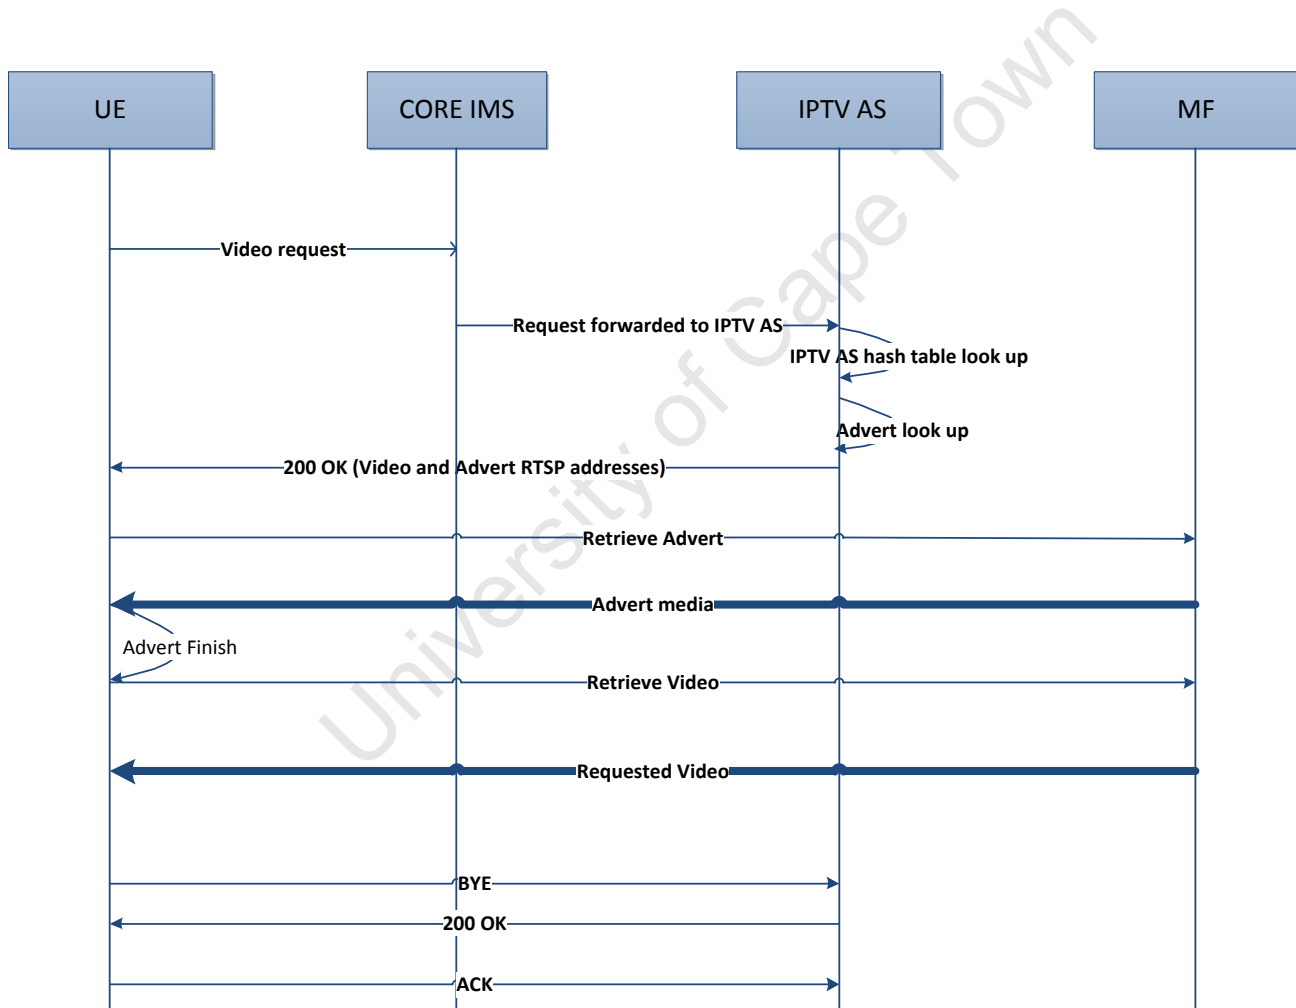 UE
CORE IMS
IPTV AS
MF
Video request
Request forwarded to IPTV AS
IPTV AS hash table look up
Advert look up
200 OK (Video and Advert RTSP addresses)
Retrieve Advert
Advert media
Advert Finish
Retrieve Video
Requested Video
BYE
200 OK
ACK
University of Cape Town